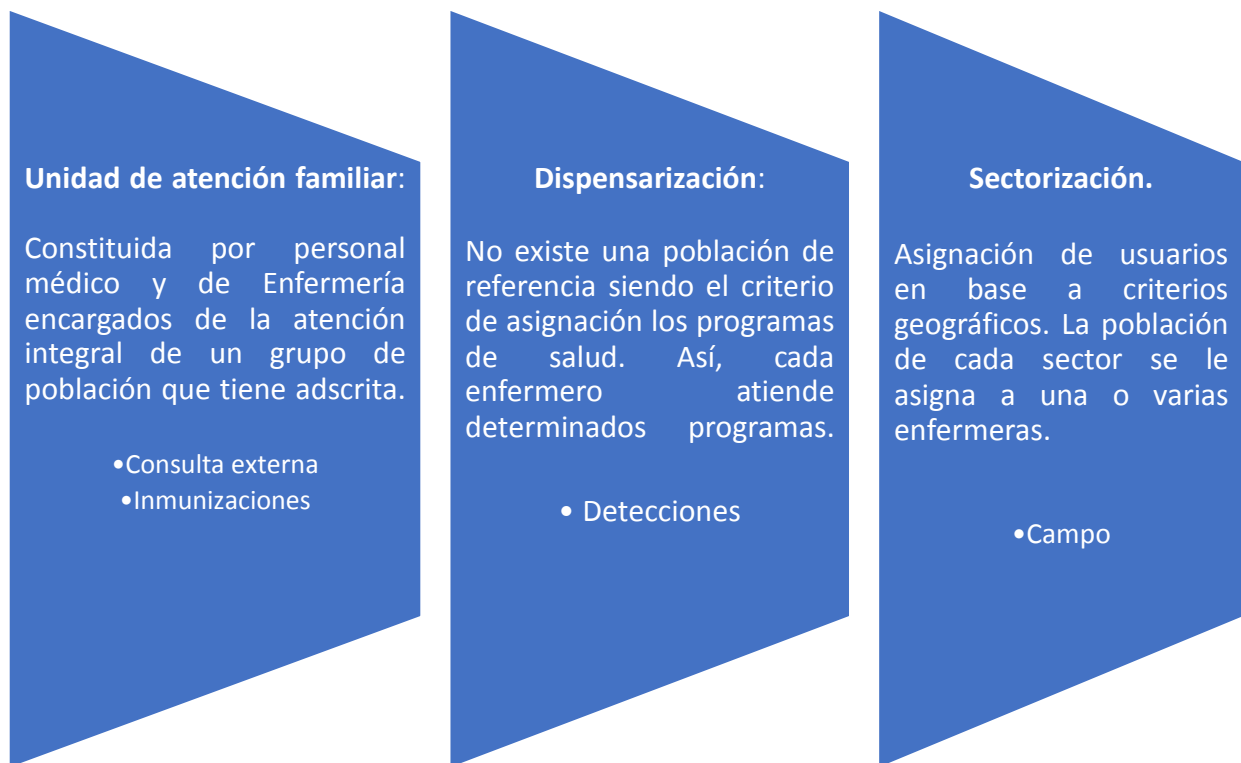 Unidad de atención familiar:
Constituida por personal
médico y de Enfermería
encargados de la atención
integral de un grupo de
población que tiene adscrita.
•Consulta externa
•Inmunizaciones
Dispensarización:
No existe una población de
referencia siendo el criterio
de asignación los programas
de salud. Así, cada
enfermero atiende
determinados programas.
• Detecciones
Sectorización.
Asignación de usuarios
en base a criterios
geográficos. La población
de cada sector se le
asigna a una o varias
enfermeras.
•Campo